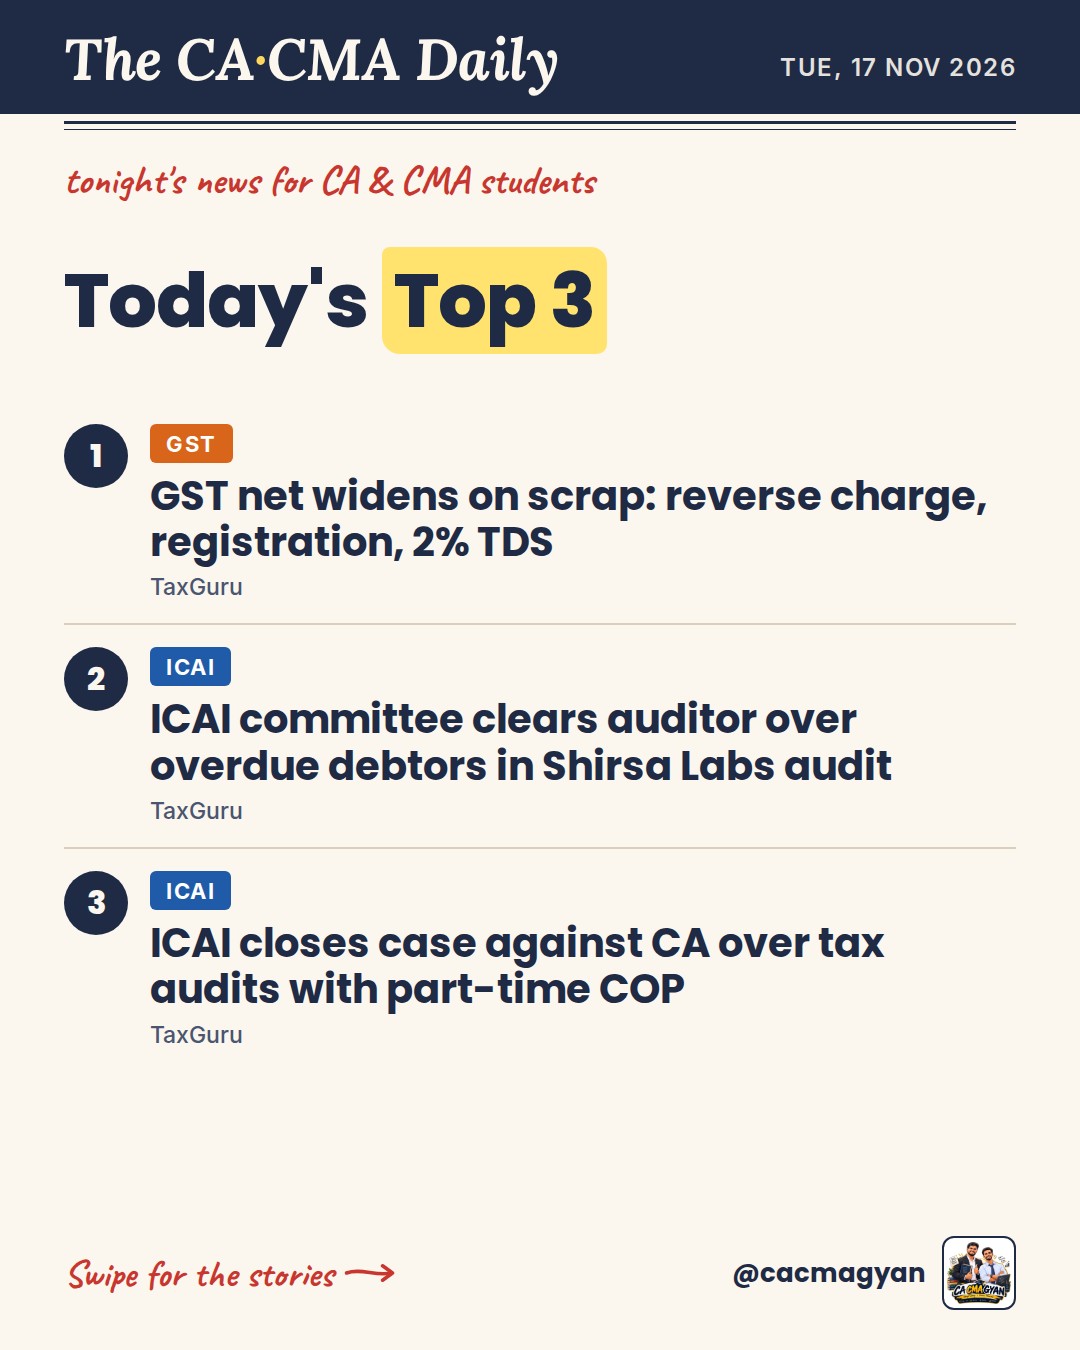 The CA·CMA Daily
TUE, 17 NOV 2026
tonight's news for CA & CMA students
Today's Top 3
1
GST
GST net widens on scrap: reverse charge,
registration, 2% TDS
TaxGuru
2
ICAI
ICAI committee clears auditor over
overdue debtors in Shirsa Labs audit
TaxGuru
3
ICAI
ICAI closes case against CA over tax
audits with part-time COP
TaxGuru
Swipe for the stories
@cacmagyan
CA CMA GYAN